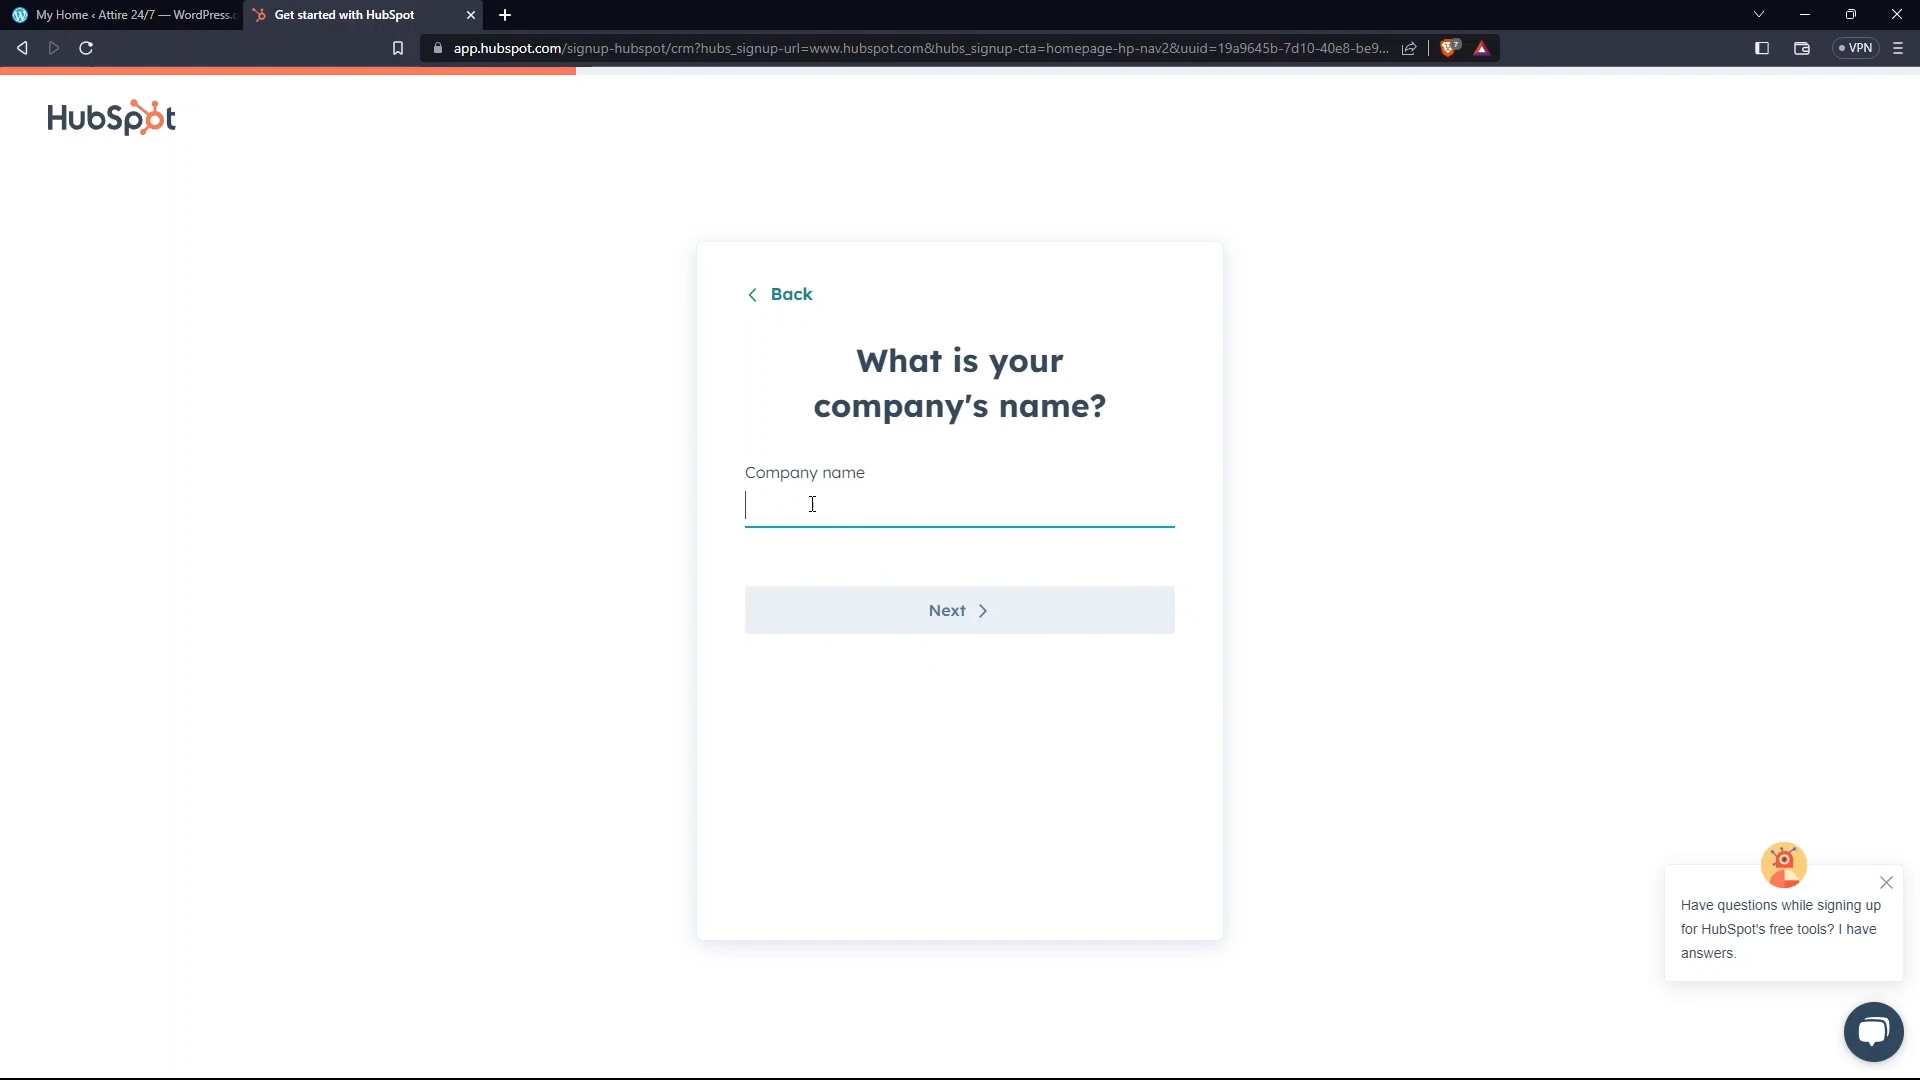 My Home ‹ Attire 24/7 — WordPress.
Get started with HubSpot
app.hubspot.com/signup-hubspot/crm?hubs_signup-url=www.hubspot.com&hubs_signup-cta=homepage-hp-nav2&uuid=19a9645b-7d10-40e8-be9...
7
VPN
HubSpot
Back
What is your
company's name?
Company name
Next
Have questions while signing up
for HubSpot's free tools? I have
answers.